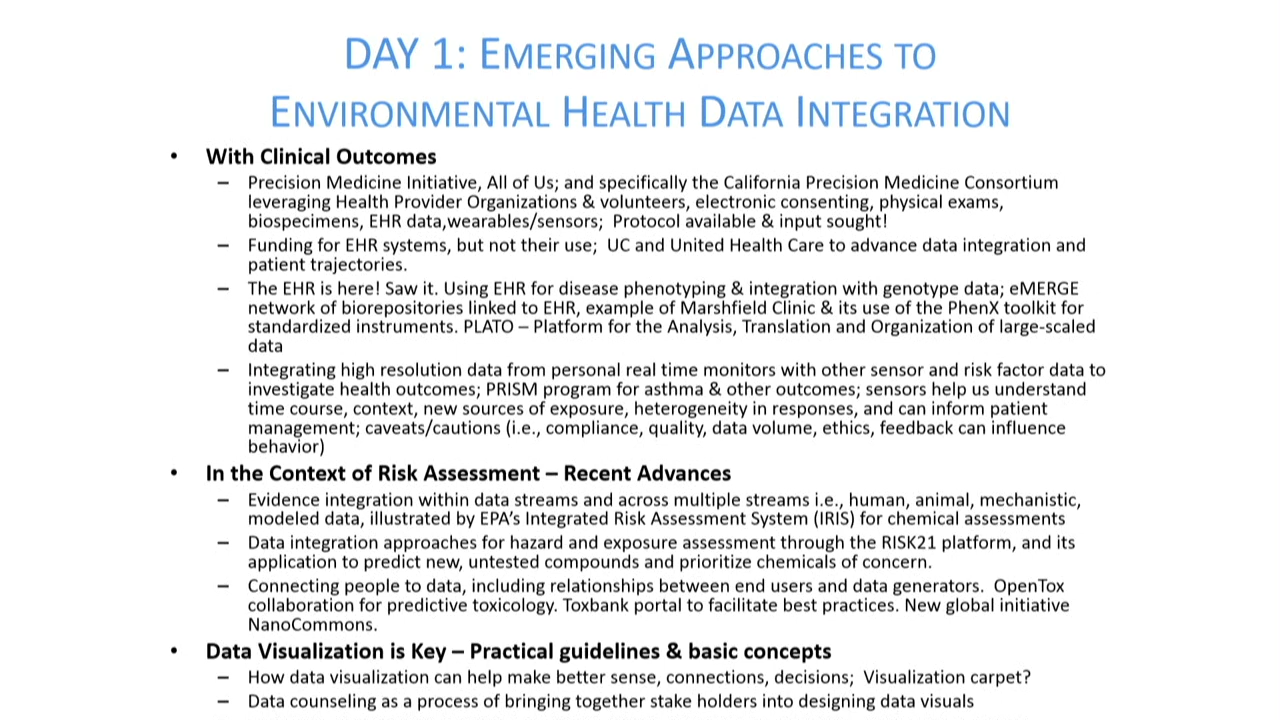 DAY 1: EMERGING APPROACHES TO
ENVIRONMENTAL HEALTH DATA INTEGRATION
• With Clinical Outcomes
– Precision Medicine Initiative, All of Us; and specifically the California Precision Medicine Consortium
leveraging Health Provider Organizations & volunteers, electronic consenting, physical exams,
biospecimens, EHR data,wearables/sensors; Protocol available & input sought!
– Funding for EHR systems, but not their use; UC and United Health Care to advance data integration and
patient trajectories.
– The EHR is here! Saw it. Using EHR for disease phenotyping & integration with genotype data; eMERGE
network of biorepositories linked to EHR, example of Marshfield Clinic & its use of the PhenX toolkit for
standardized instruments. PLATO – Platform for the Analysis, Translation and Organization of large-scaled
data
– Integrating high resolution data from personal real time monitors with other sensor and risk factor data to
investigate health outcomes; PRISM program for asthma & other outcomes; sensors help us understand
time course, context, new sources of exposure, heterogeneity in responses, and can inform patient
management; caveats/cautions (i.e., compliance, quality, data volume, ethics, feedback can influence
behavior)
• In the Context of Risk Assessment – Recent Advances
– Evidence integration within data streams and across multiple streams i.e., human, animal, mechanistic,
modeled data, illustrated by EPA’s Integrated Risk Assessment System (IRIS) for chemical assessments
– Data integration approaches for hazard and exposure assessment through the RISK21 platform, and its
application to predict new, untested compounds and prioritize chemicals of concern.
– Connecting people to data, including relationships between end users and data generators. OpenTox
collaboration for predictive toxicology. Toxbank portal to facilitate best practices. New global initiative
NanoCommons.
• Data Visualization is Key – Practical guidelines & basic concepts
– How data visualization can help make better sense, connections, decisions; Visualization carpet?
– Data counseling as a process of bringing together stake holders into designing data visuals